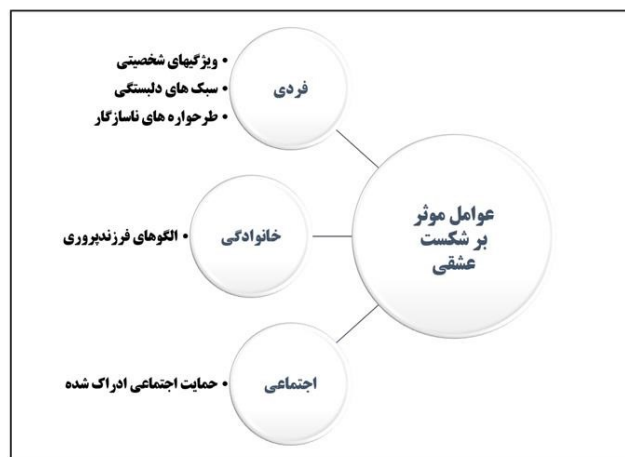 عوامل موثر
بر شکست
عشقی
فردی
• ویژگیهای شخصیتی
• سبک های دلبستگی
• طرحواره های ناسازگار
خانوادگی
• الگوهای فرزندپروری
اجتماعی
• حمایت اجتماعی ادراک شده